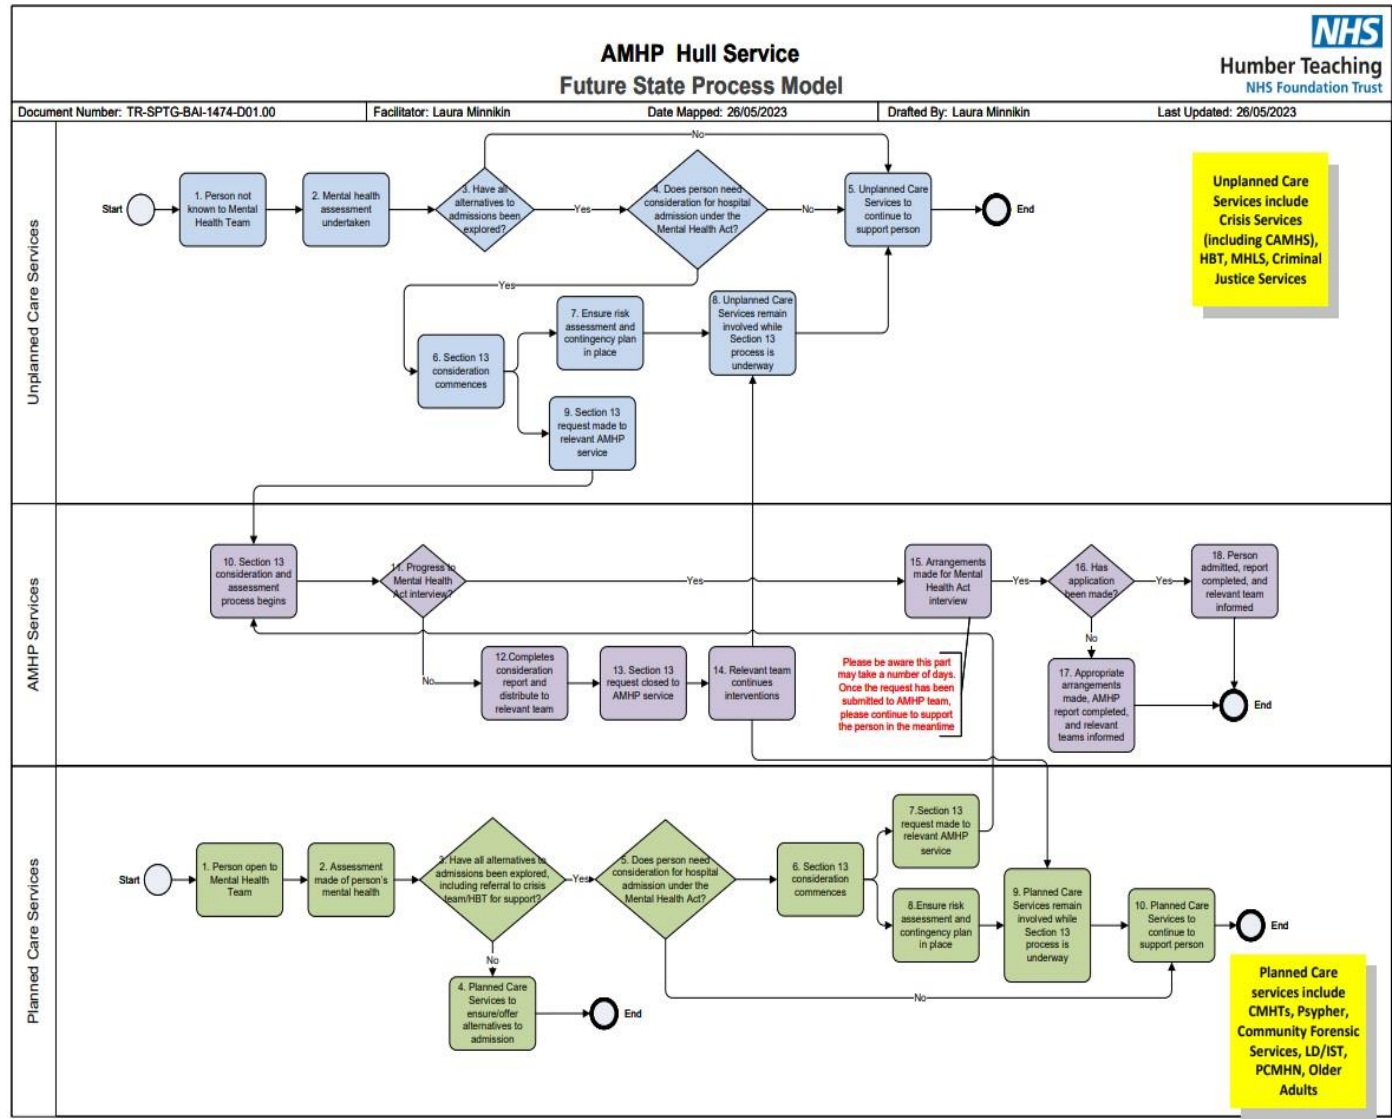 AMHP Hull Service
Future State Process Model
NHS
Humber Teaching
NHS Foundation Trust
Document Number: TR-SPTG-BAI-1474-D01.00
Facilitator: Laura Minnikin
Date Mapped: 26/05/2023
Drafted By: Laura Minnikin
Last Updated: 26/05/2023
Unplanned Care Services
Start
1. Person not
known to Mental
Health Team
2. Mental health
assessment
undertaken
3. Have all
alternatives to
admissions been
explored?
No
Yes
4. Does person need
consideration for hospital
admission under the
Mental Health Act?
No
Yes
5. Unplanned Care
Services to
continue to
support person
End
Unplanned Care
Services include
Crisis Services
(including CAMHS),
HBT, MHLS, Criminal
Justice Services
6. Section 13
consideration
commences
7. Ensure risk
assessment and
contingency plan
in place
8. Unplanned Care
Services remain
involved while
Section 13
process is
underway
9. Section 13
request made to
relevant AMHP
service
AMHP Services
10. Section 13
consideration and
assessment
process begins
11. Progress to
Mental Health
Act interview?
Yes
No
12.Completes
consideration
report and
distribute to
relevant team
13. Section 13
request closed to
AMHP service
14. Relevant team
continues
interventions
15. Arrangements
made for Mental
Health Act
interview
Please be aware this part
may take a number of days.
Once the request has been
submitted to AMHP team,
please continue to support
the person in the meantime
Yes
16. Has
application
been made?
Yes
No
17. Appropriate
arrangements
made, AMHP
report completed,
and relevant
teams informed
18. Person
admitted, report
completed, and
relevant team
informed
End
Planned Care Services
Start
1. Person open to
Mental Health
Team
2. Assessment
made of person's
mental health
3. Have all alternatives to
admissions been explored,
including referral to crisis
team/HBT for support?
Yes
No
4. Planned Care
Services to
ensure/offer
alternatives to
admission
End
5. Does person need
consideration for hospital
admission under the
Mental Health Act?
No
6. Section 13
consideration
commences
7.Section 13
request made to
relevant AMHP
service
8.Ensure risk
assessment and
contingency plan
in place
9. Planned Care
Services remain
involved while
Section 13
process is
underway
10. Planned Care
Services to
continue to
support person
End
Planned Care
services include
CMHTs, Psypher,
Community Forensic
Services, LD/IST,
PCMHN, Older
Adults